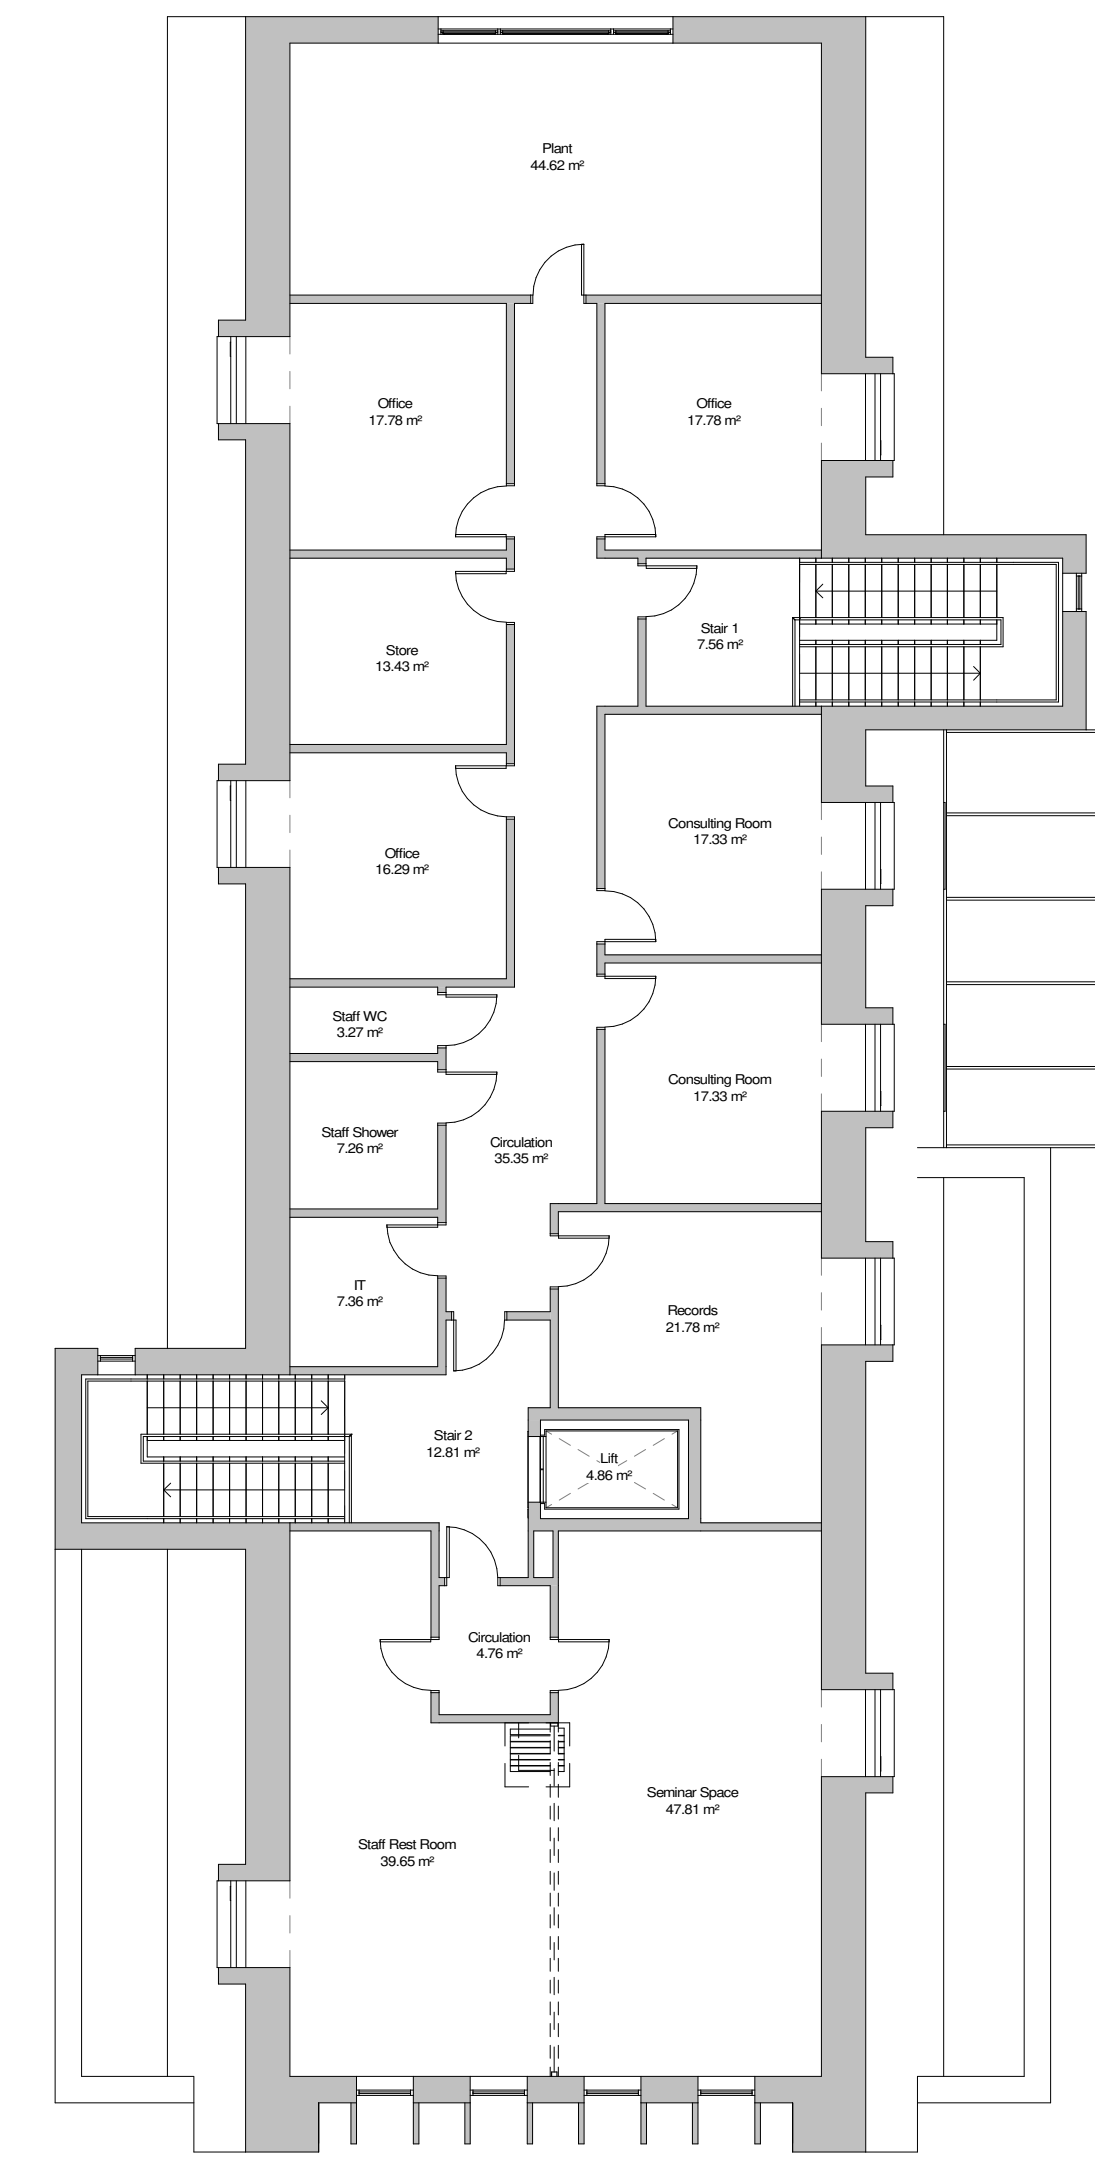 Plant
44.62 m²
Office
17.78 m²
Office
17.78 m²
Stair 1
7.56 m²
Store
13.43 m²
Consulting Room
17.33 m²
Office
16.29 m²
Staff WC
3.27 m²
Consulting Room
17.33 m²
Staff Shower
7.26 m²
Circulation
35.35 m²
IT
7.36 m²
Records
21.78 m²
Stair 2
12.81 m²
Lift
4.86 m²
Circulation
4.76 m²
Seminar Space
47.81 m²
Staff Rest Room
39.65 m²